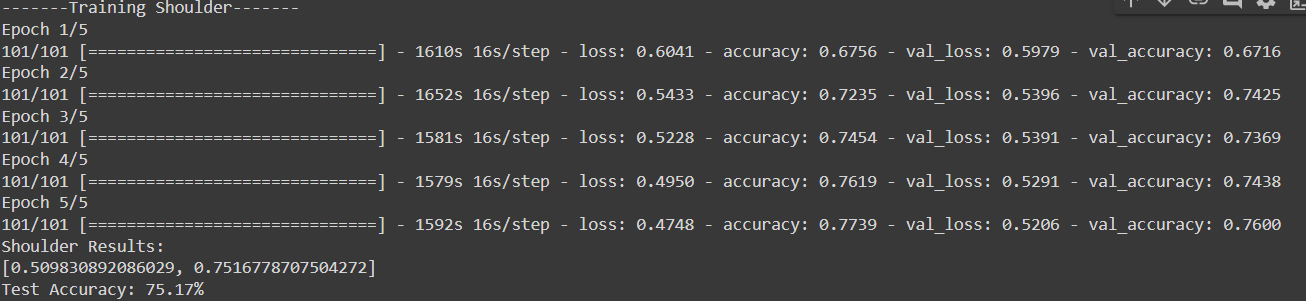 -------Training Shoulder-------
Epoch 1/5
101/101 [==============================] - 1610s 16s/step - loss: 0.6041 - accuracy: 0.6756 - val_loss: 0.5979 - val_accuracy: 0.6716
Epoch 2/5
101/101 [==============================] - 1652s 16s/step - loss: 0.5433 - accuracy: 0.7235 - val_loss: 0.5396 - val_accuracy: 0.7425
Epoch 3/5
101/101 [==============================] - 1581s 16s/step - loss: 0.5228 - accuracy: 0.7454 - val_loss: 0.5391 - val_accuracy: 0.7369
Epoch 4/5
101/101 [==============================] - 1579s 16s/step - loss: 0.4950 - accuracy: 0.7619 - val_loss: 0.5291 - val_accuracy: 0.7438
Epoch 5/5
101/101 [==============================] - 1592s 16s/step - loss: 0.4748 - accuracy: 0.7739 - val_loss: 0.5206 - val_accuracy: 0.7600
Shoulder Results:
[0.509830892086029, 0.7516778707504272]
Test Accuracy: 75.17%